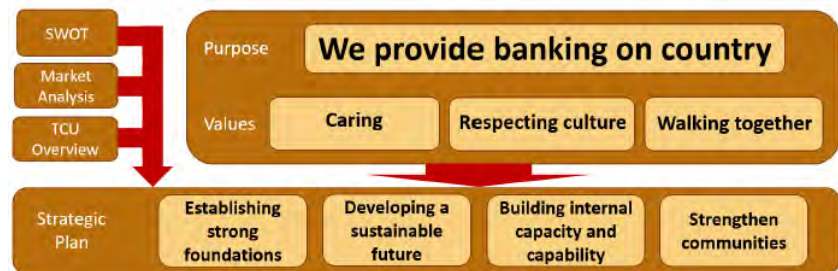 SWOT
Market
Analysis
TCU
Overview
Purpose
We provide banking on country
Values
Caring
Respecting culture
Walking together
Strategic
Plan
Establishing
strong
foundations
Developing a
sustainable
future
Building internal
capacity and
capability
Strengthen
communities